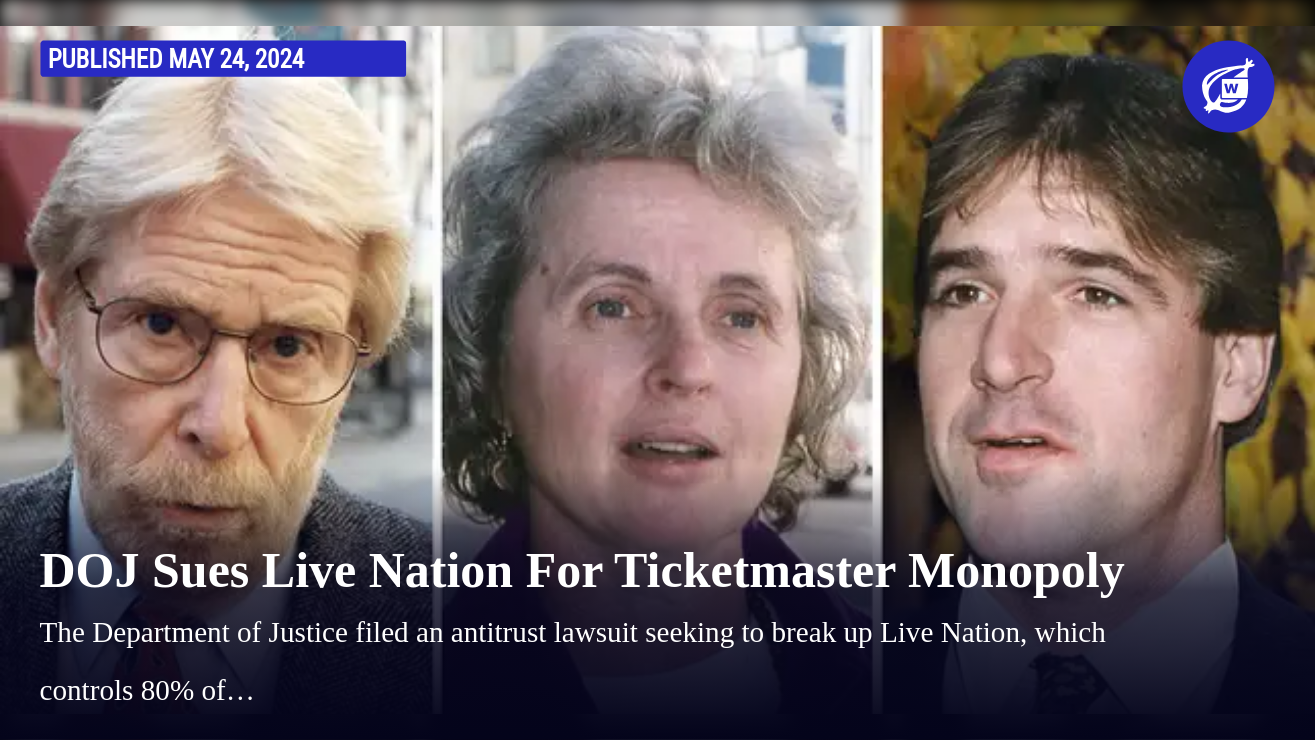 PUBLISHED MAY 24, 2024
W
DOJ Sues Live Nation For Ticketmaster Monopoly
The Department of Justice filed an antitrust lawsuit seeking to break up Live Nation, which
controls 80% of…